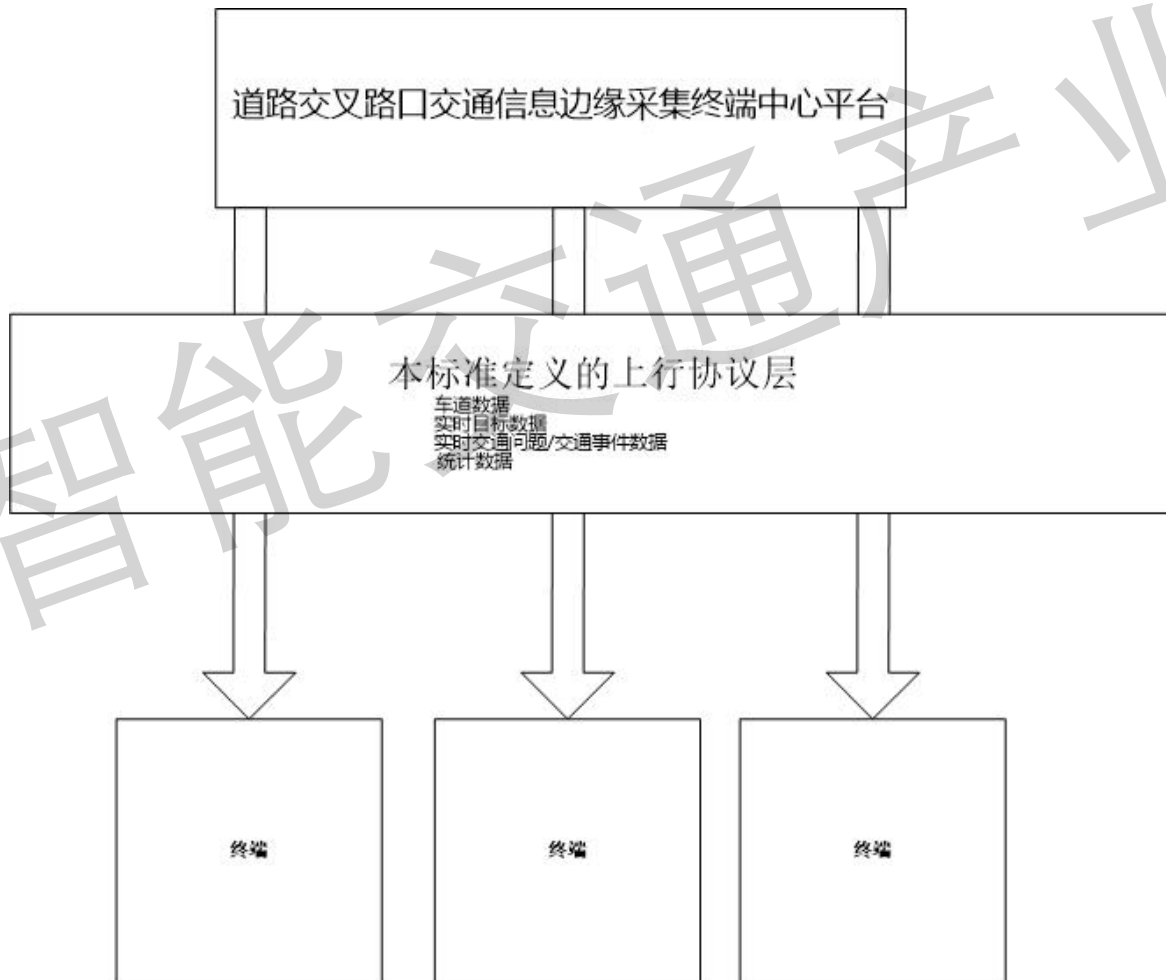 道路交叉路口交通信息边缘采集终端中心平台
本标准定义的上行协议层
车道数据
实时目标数据
实时交通问题/交通事件数据
统计数据
终端
终端
终端
智能交通产业